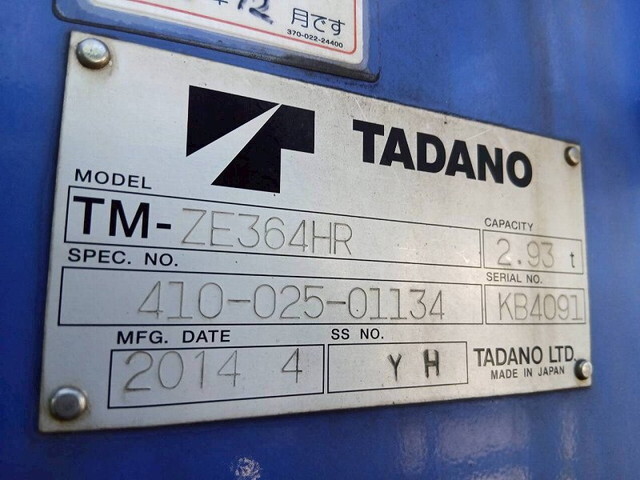 12 月です
370-022-24400
TADANO
MODEL
TM-ZE364HR
CAPACITY
2.93 t
SPEC. NO.
410-025-01134
SERIAL NO.
KB4091
MFG. DATE
2014 4
SS NO.
Y H
TADANO LTD.
MADE IN JAPAN